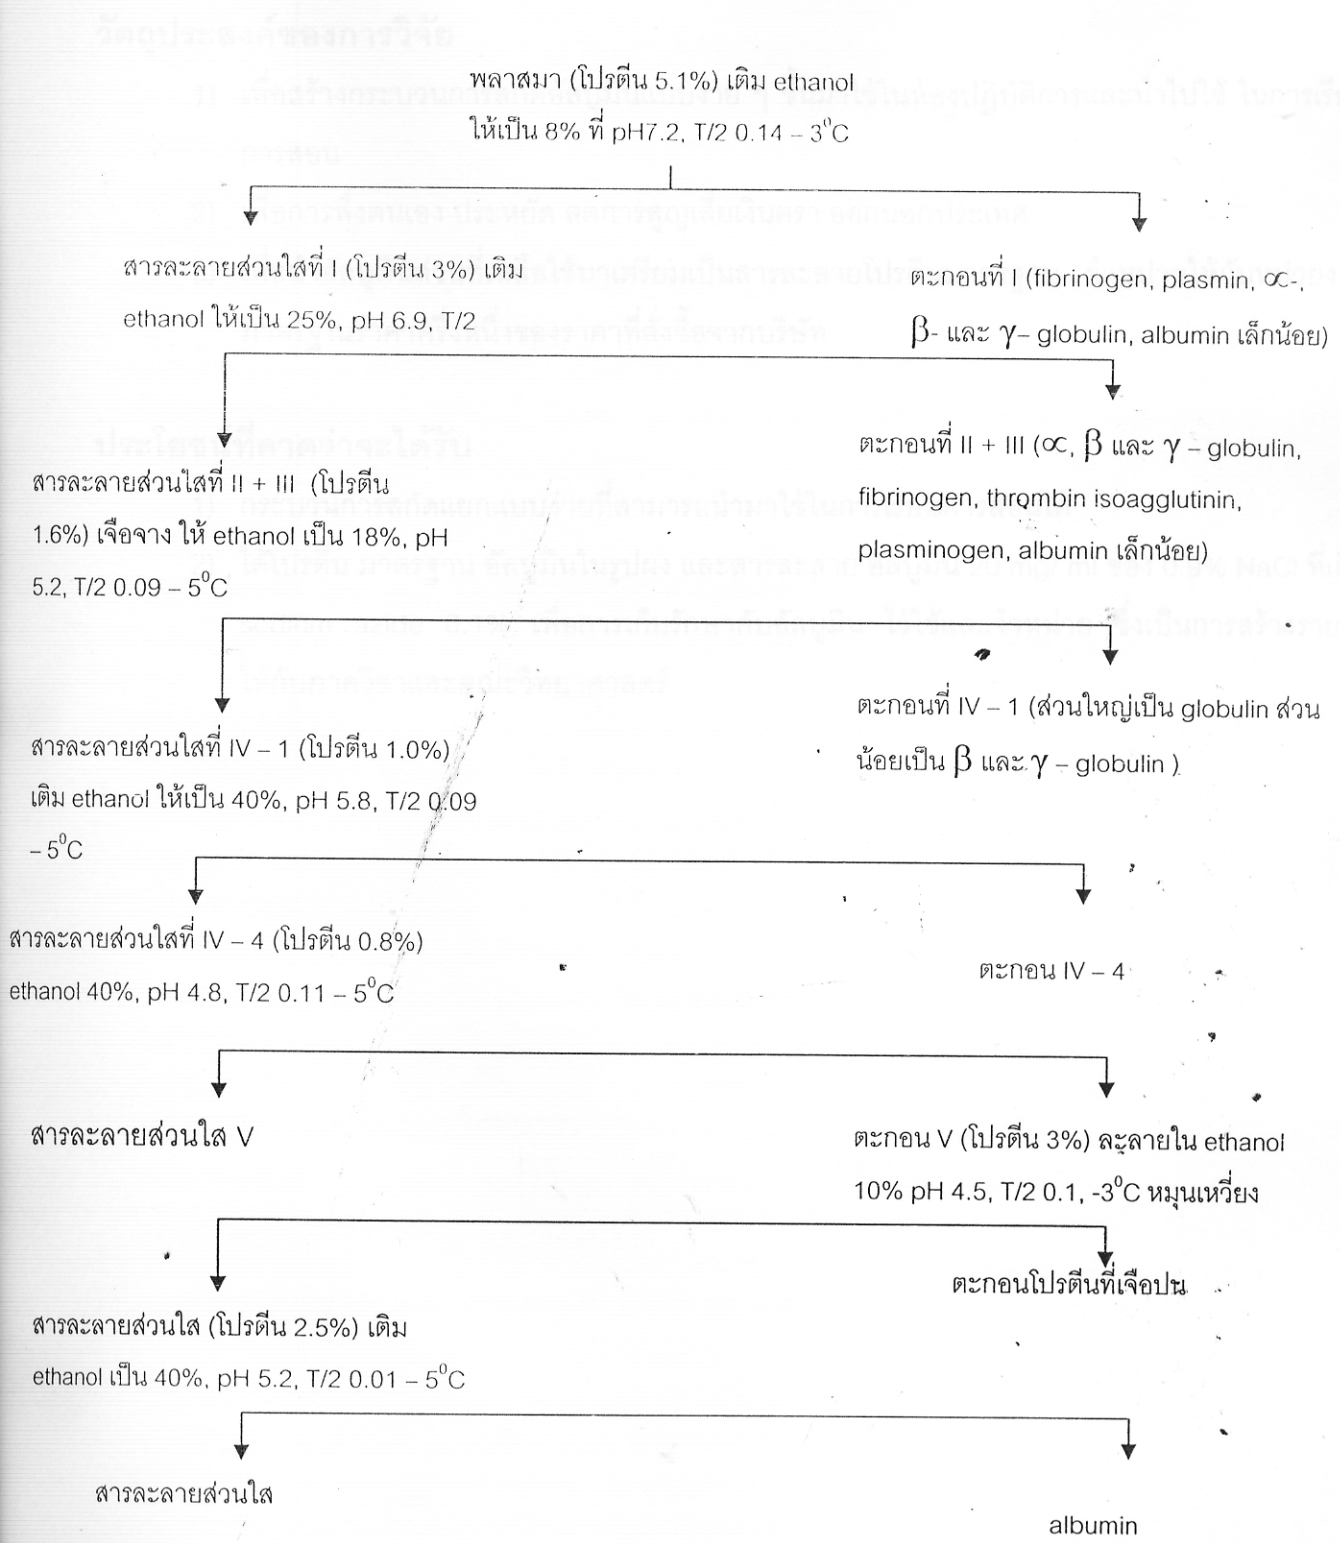 พลาสมา (โปรตีน 5.1%) เติม ethanol
ให้เป็น 8% ที่ pH7.2, T/2 0.14 – 3⁰C
สารละลายส่วนใสที่ I (โปรตีน 3%) เติม
ethanol ให้เป็น 25%, pH 6.9, T/2
ตะกอนที่ I (fibrinogen, plasmin, ∝-,
β- และ γ– globulin, albumin เล็กน้อย)
สารละลายส่วนใสที่ II + III (โปรตีน
1.6%) เจือจาง ให้ ethanol เป็น 18%, pH
5.2, T/2 0.09 – 5⁰C
ตะกอนที่ II + III (∝, β และ γ – globulin,
fibrinogen, thrombin isoagglutinin,
plasminogen, albumin เล็กน้อย)
สารละลายส่วนใสที่ IV – 1 (โปรตีน 1.0%)
เติม ethanol ให้เป็น 40%, pH 5.8, T/2 0.09
– 5⁰C
ตะกอนที่ IV – 1 (ส่วนใหญ่เป็น globulin ส่วน
น้อยเป็น β และ γ – globulin )
สารละลายส่วนใสที่ IV – 4 (โปรตีน 0.8%)
ethanol 40%, pH 4.8, T/2 0.11 – 5⁰C
ตะกอน IV – 4
สารละลายส่วนใส V
ตะกอน V (โปรตีน 3%) ละลายใน ethanol
10% pH 4.5, T/2 0.1, -3⁰C หมุนเหวี่ยง
ตะกอนโปรตีนที่เจือปน
สารละลายส่วนใส (โปรตีน 2.5%) เติม
ethanol เป็น 40%, pH 5.2, T/2 0.01 – 5⁰C
สารละลายส่วนใส
albumin